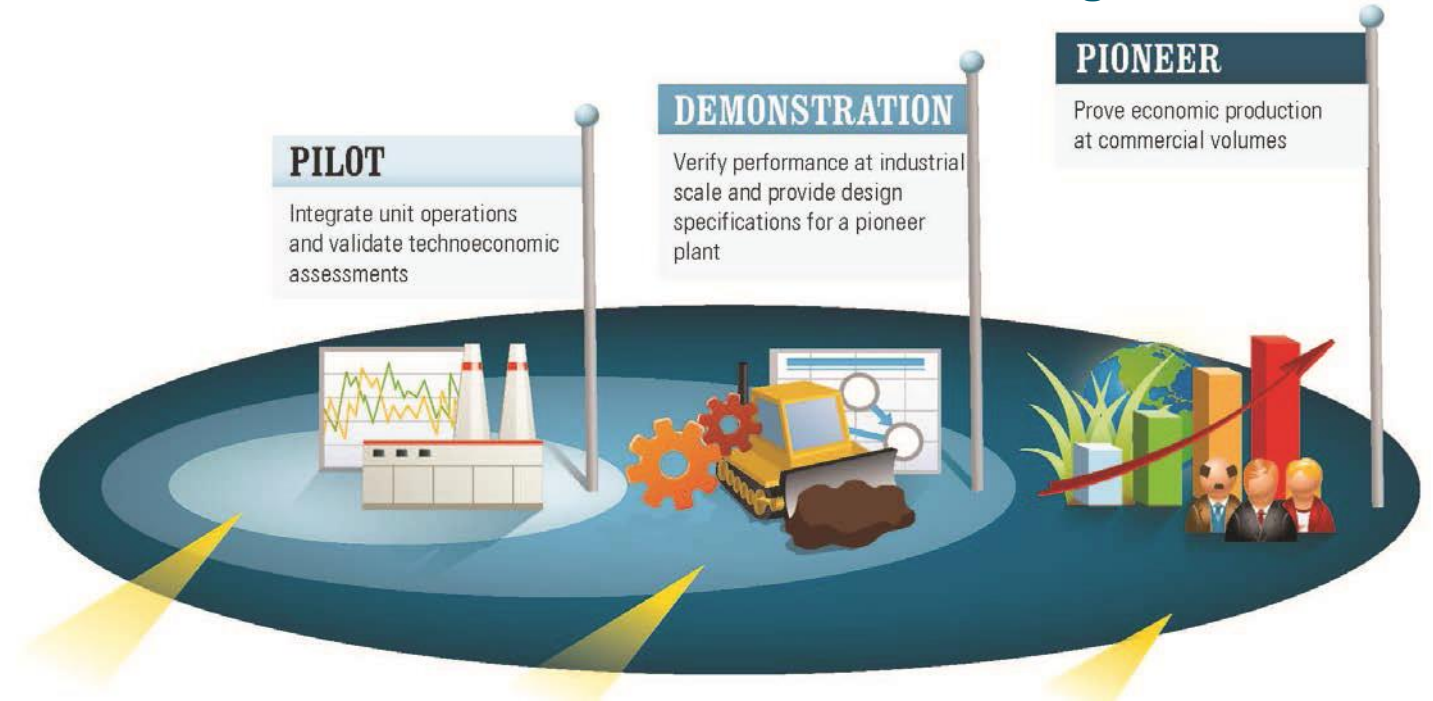 PILOT
Integrate unit operations
and validate technoeconomic
assessments
DEMONSTRATION
Verify performance at industrial
scale and provide design
specifications for a pioneer
plant
PIONEER
Prove economic production
at commercial volumes